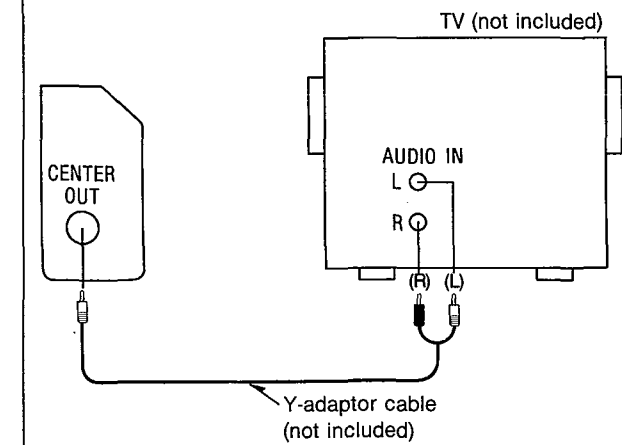 TV (not included)
CENTER
OUT
AUDIO IN
L
R
(R) (L)
Y-adaptor cable
(not included)